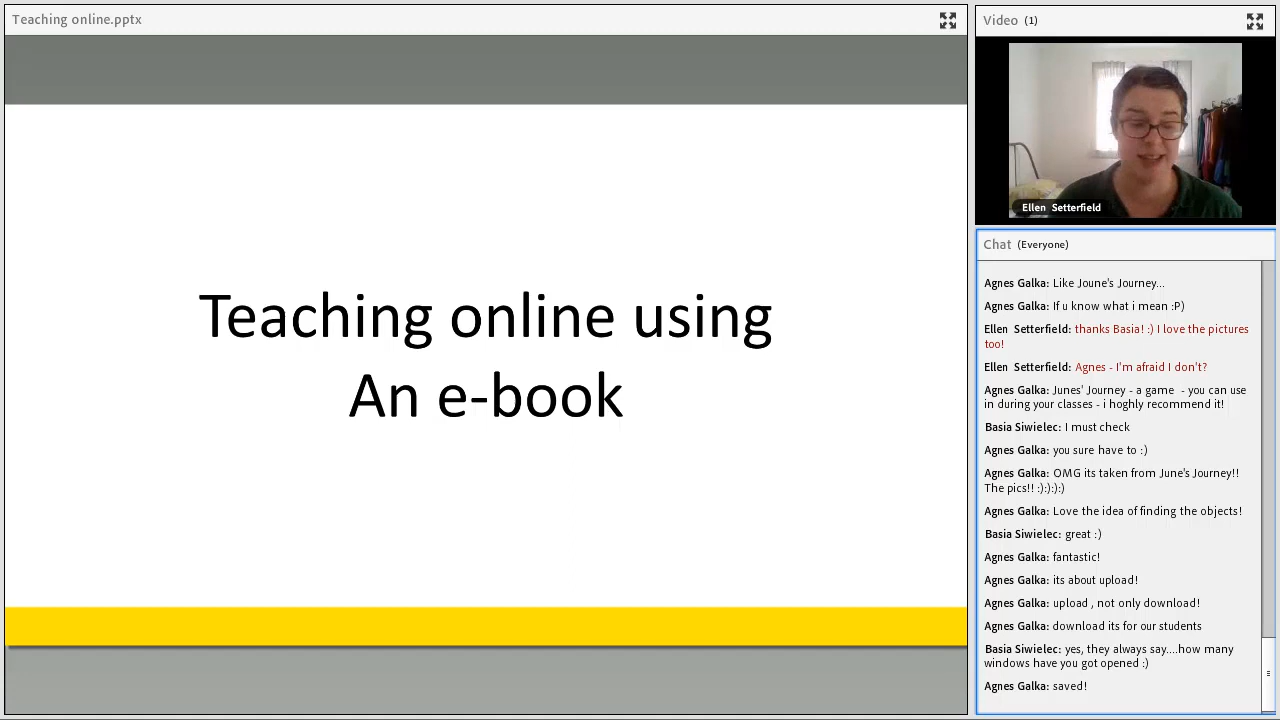 Teaching online.pptx
Teaching online using
An e-book
Video (1)
Ellen Setterfield
Chat (Everyone)
Agnes Galka: Like Joune's Journey...
Agnes Galka: If u know what i mean :P)
Ellen Setterfield: thanks Basia! :) I love the pictures
too!
Ellen Setterfield: Agnes - I'm afraid I don't?
Agnes Galka: Junes' Journey - a game - you can use
in during your classes - i hoghly recommend it!
Basia Siwielec: I must check
Agnes Galka: you sure have to :)
Agnes Galka: OMG its taken from June's Journey!!
The pics!! :):):):)
Agnes Galka: Love the idea of finding the objects!
Basia Siwielec: great :)
Agnes Galka: fantastic!
Agnes Galka: its about upload!
Agnes Galka: upload , not only download!
Agnes Galka: download its for our students
Basia Siwielec: yes, they always say....how many
windows have you got opened :)
Agnes Galka: saved!